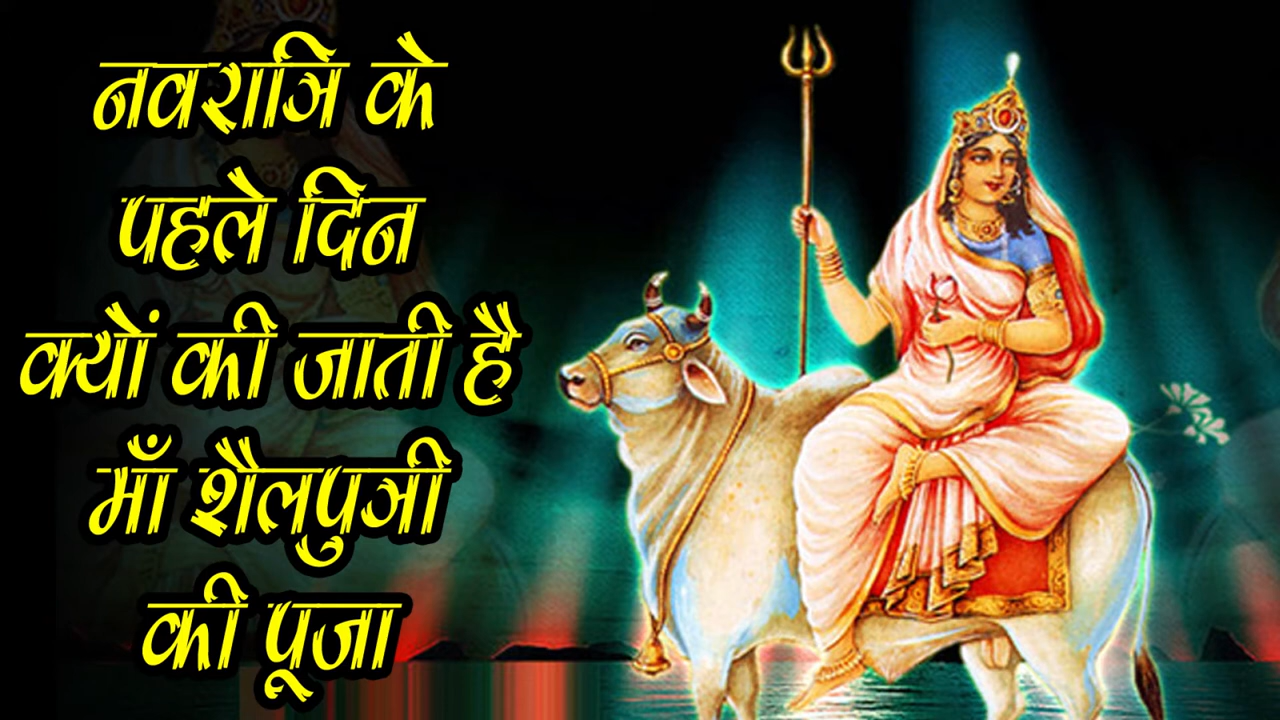 नवरात्रि के
पहले दिन
क्यों की जाती है
माँ शैलपुत्री
की पूजा